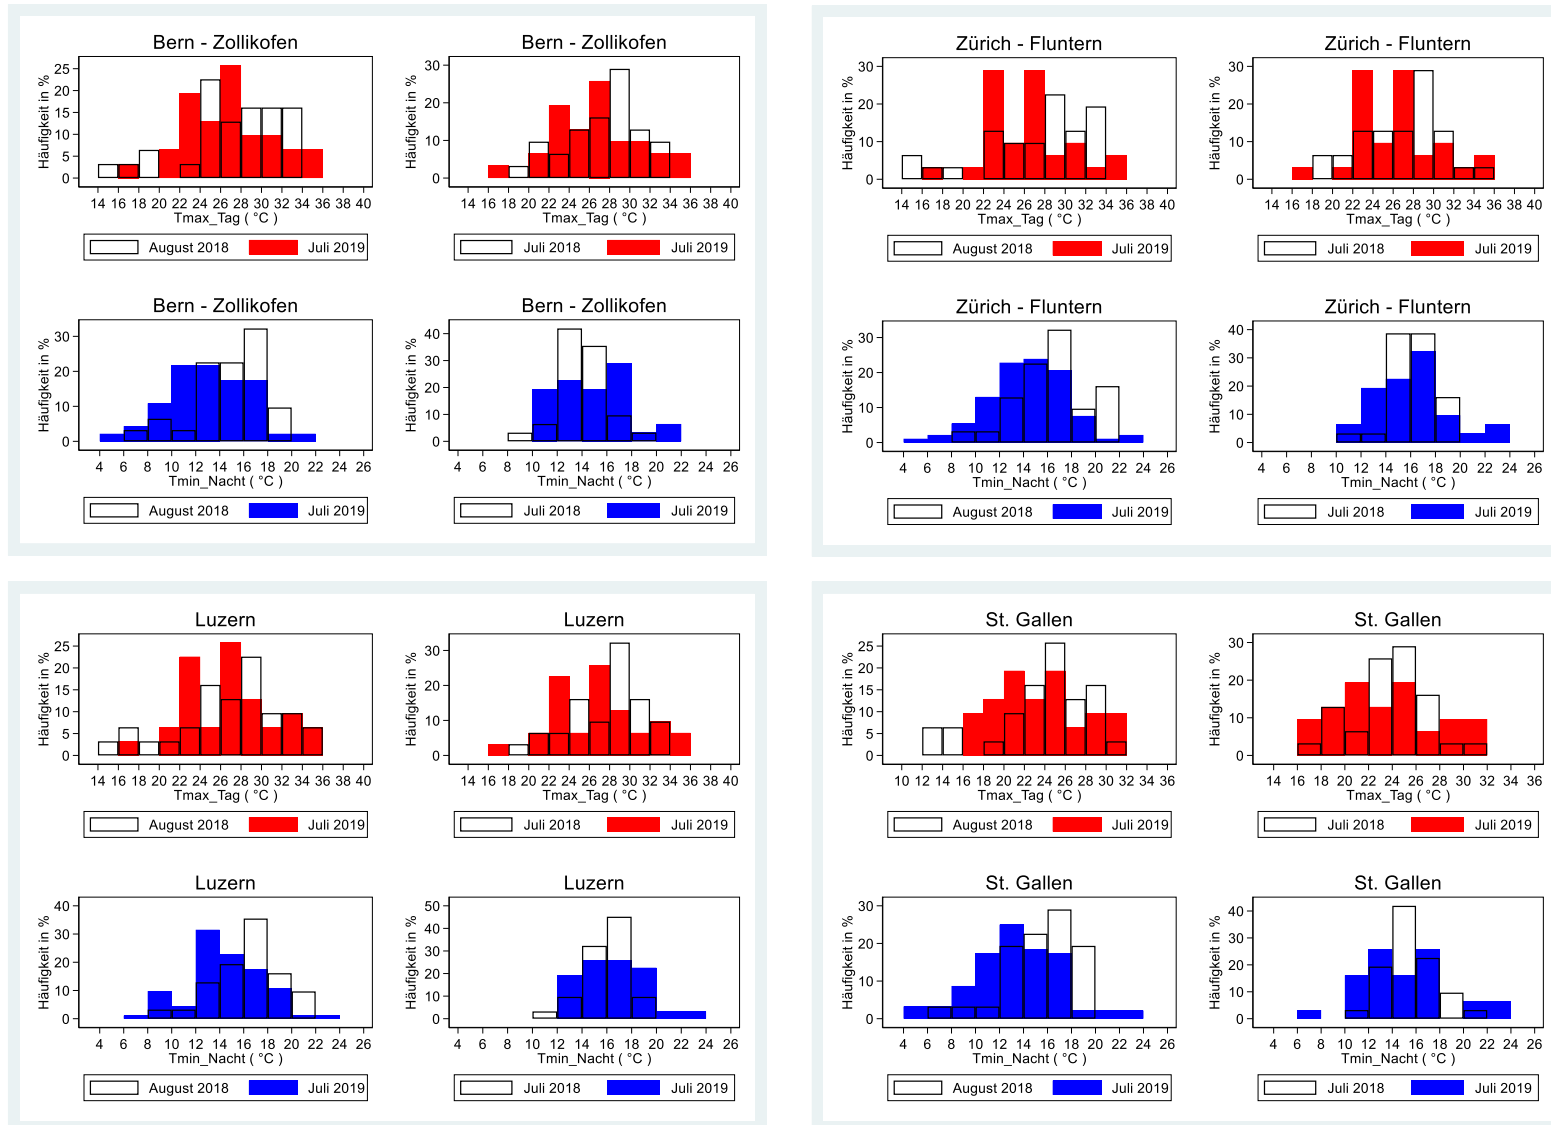 Bern - Zollikofen
Häufigkeit in %
25
20
15
10
5
0
14 16 18 20 22 24 26 28 30 32 34 36 38 40
Tmax_Tag ( °C )
August 2018 Juli 2019
Bern - Zollikofen
Häufigkeit in %
30
20
10
0
14 16 18 20 22 24 26 28 30 32 34 36 38 40
Tmax_Tag ( °C )
Juli 2018 Juli 2019
Bern - Zollikofen
Häufigkeit in %
30
20
10
0
4 6 8 10 12 14 16 18 20 22 24 26
Tmin_Nacht ( °C )
August 2018 Juli 2019
Bern - Zollikofen
Häufigkeit in %
40
30
20
10
0
4 6 8 10 12 14 16 18 20 22 24 26
Tmin_Nacht ( °C )
Juli 2018 Juli 2019
Zürich - Fluntern
Häufigkeit in %
30
20
10
0
14 16 18 20 22 24 26 28 30 32 34 36 38 40
Tmax_Tag ( °C )
August 2018 Juli 2019
Zürich - Fluntern
Häufigkeit in %
30
20
10
0
14 16 18 20 22 24 26 28 30 32 34 36 38 40
Tmax_Tag ( °C )
Juli 2018 Juli 2019
Zürich - Fluntern
Häufigkeit in %
30
20
10
0
4 6 8 10 12 14 16 18 20 22 24 26
Tmin_Nacht ( °C )
August 2018 Juli 2019
Zürich - Fluntern
Häufigkeit in %
40
30
20
10
0
4 6 8 10 12 14 16 18 20 22 24 26
Tmin_Nacht ( °C )
Juli 2018 Juli 2019
Luzern
Häufigkeit in %
25
20
15
10
5
0
14 16 18 20 22 24 26 28 30 32 34 36 38 40
Tmax_Tag ( °C )
August 2018 Juli 2019
Luzern
Häufigkeit in %
30
20
10
0
14 16 18 20 22 24 26 28 30 32 34 36 38 40
Tmax_Tag ( °C )
Juli 2018 Juli 2019
Luzern
Häufigkeit in %
40
30
20
10
0
4 6 8 10 12 14 16 18 20 22 24 26
Tmin_Nacht ( °C )
August 2018 Juli 2019
Luzern
Häufigkeit in %
50
40
30
20
10
0
4 6 8 10 12 14 16 18 20 22 24 26
Tmin_Nacht ( °C )
Juli 2018 Juli 2019
St. Gallen
Häufigkeit in %
25
20
15
10
5
0
10 12 14 16 18 20 22 24 26 28 30 32 34 36
Tmax_Tag ( °C )
August 2018 Juli 2019
St. Gallen
Häufigkeit in %
30
20
10
0
14 16 18 20 22 24 26 28 30 32 34 36
Tmax_Tag ( °C )
Juli 2018 Juli 2019
St. Gallen
Häufigkeit in %
30
20
10
0
4 6 8 10 12 14 16 18 20 22 24 26
Tmin_Nacht ( °C )
August 2018 Juli 2019
St. Gallen
Häufigkeit in %
40
30
20
10
0
4 6 8 10 12 14 16 18 20 22 24 26
Tmin_Nacht ( °C )
Juli 2018 Juli 2019